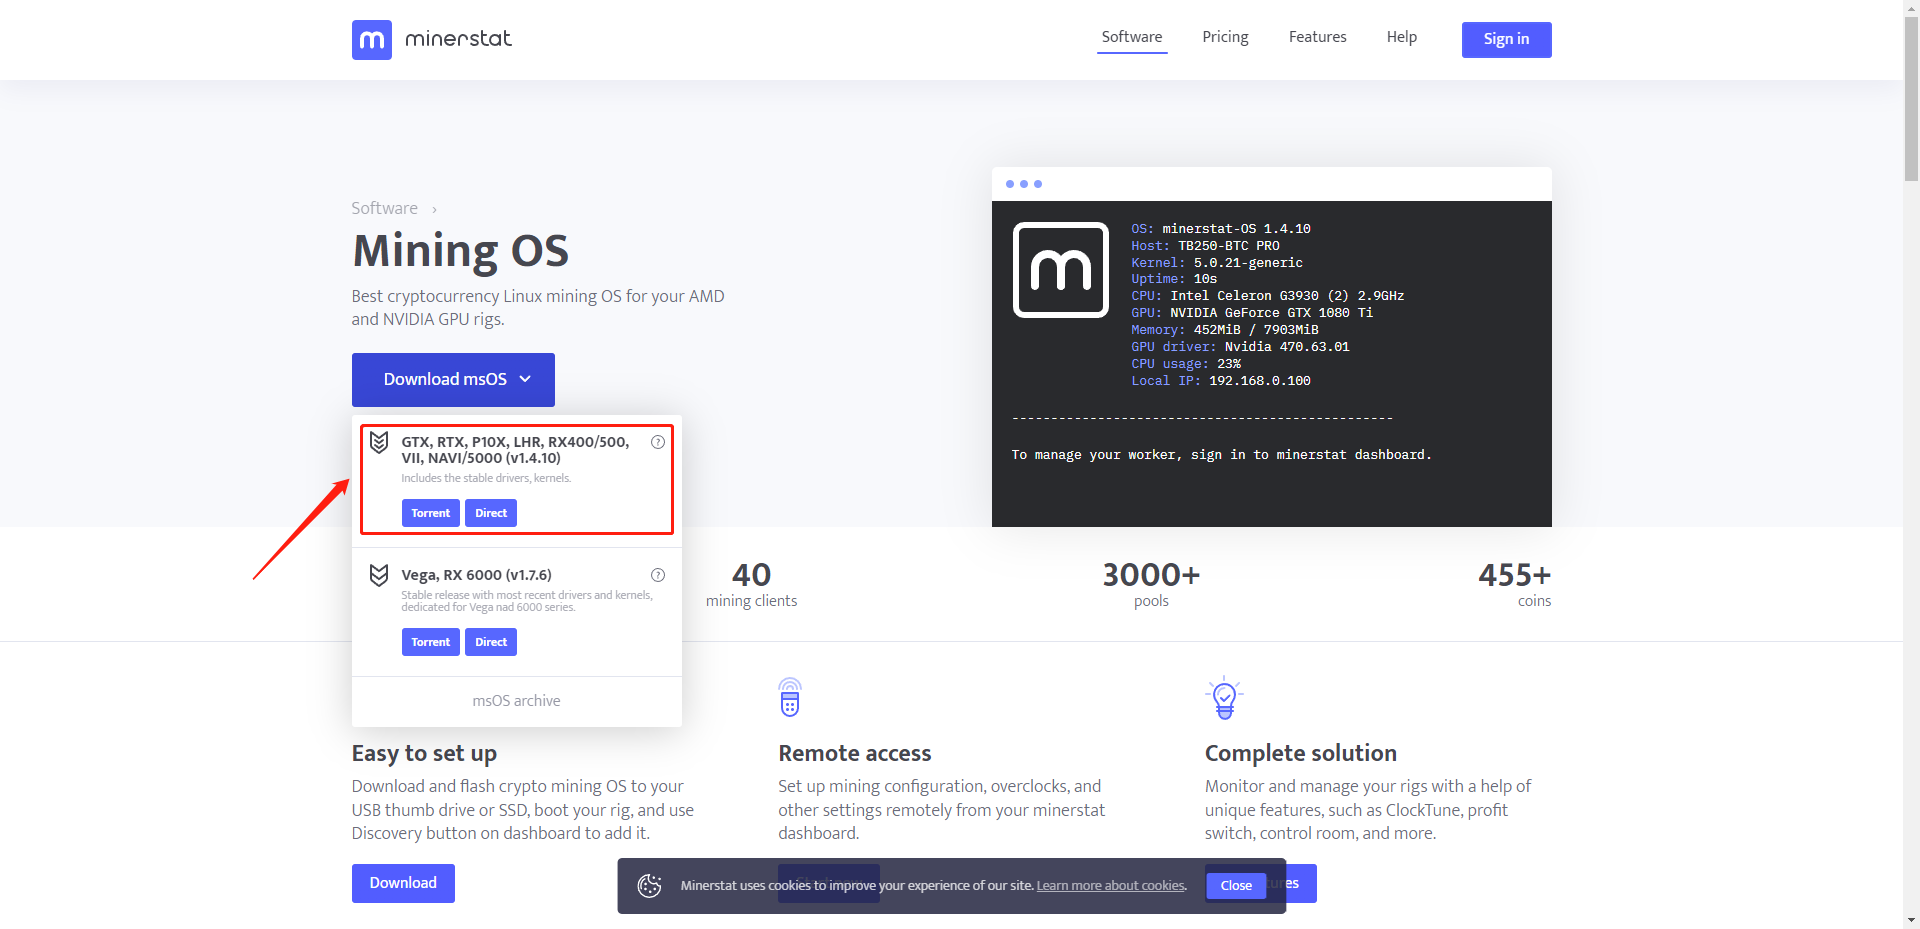 minerstat
Software
Pricing
Features
Help
Sign in
Software ›
Mining OS
Best cryptocurrency Linux mining OS for your AMD
and NVIDIA GPU rigs.
Download msOS
GTX, RTX, P10X, LHR, RX400/500,
VII, NAVI/5000 (v1.4.10)
Includes the stable drivers, kernels.
Torrent
Direct
Vega, RX 6000 (v1.7.6)
Stable release with most recent drivers and kernels,
dedicated for Vega nad 6000 series.
Torrent
Direct
msOS archive
OS: minerstat-OS 1.4.10
Host: TB250-BTC PRO
Kernel: 5.0.21-generic
Uptime: 10s
CPU: Intel Celeron G3930 (2) 2.9GHz
GPU: NVIDIA GeForce GTX 1080 Ti
Memory: 452MiB / 7903MiB
GPU driver: Nvidia 470.63.01
CPU usage: 23%
Local IP: 192.168.0.100
-------------------------------------------------
To manage your worker, sign in to minerstat dashboard.
40
mining clients
3000+
pools
455+
coins
Easy to set up
Download and flash crypto mining OS to your
USB thumb drive or SSD, boot your rig, and use
Discovery button on dashboard to add it.
Download
Remote access
Set up mining configuration, overclocks, and
other settings remotely from your minerstat
dashboard.
Complete solution
Monitor and manage your rigs with a help of
unique features, such as ClockTune, profit
switch, control room, and more.
Minerstat uses cookies to improve your experience of our site. Learn more about cookies.
Close